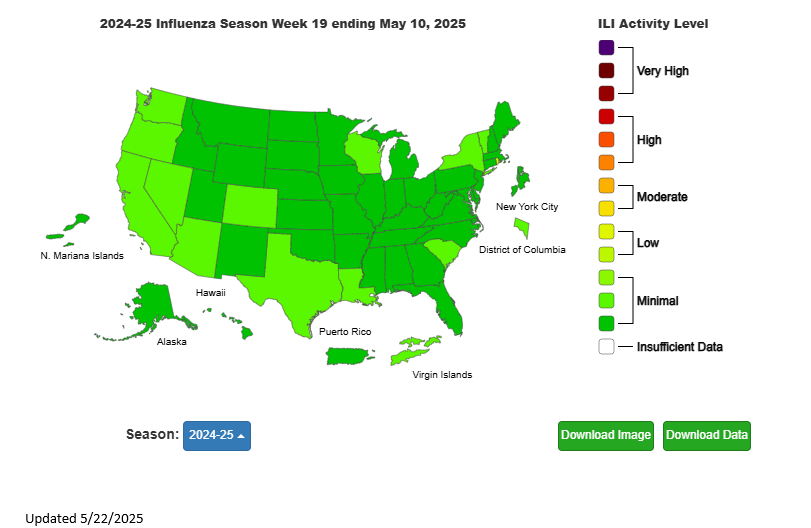 2024-25 Influenza Season Week 19 ending May 10, 2025
ILI Activity Level
Very High
High
Moderate
Low
Minimal
Insufficient Data
New York City
District of Columbia
N. Mariana Islands
Hawaii
Alaska
Puerto Rico
Virgin Islands
Season: 2024-25
Download Image
Download Data
Updated 5/22/2025